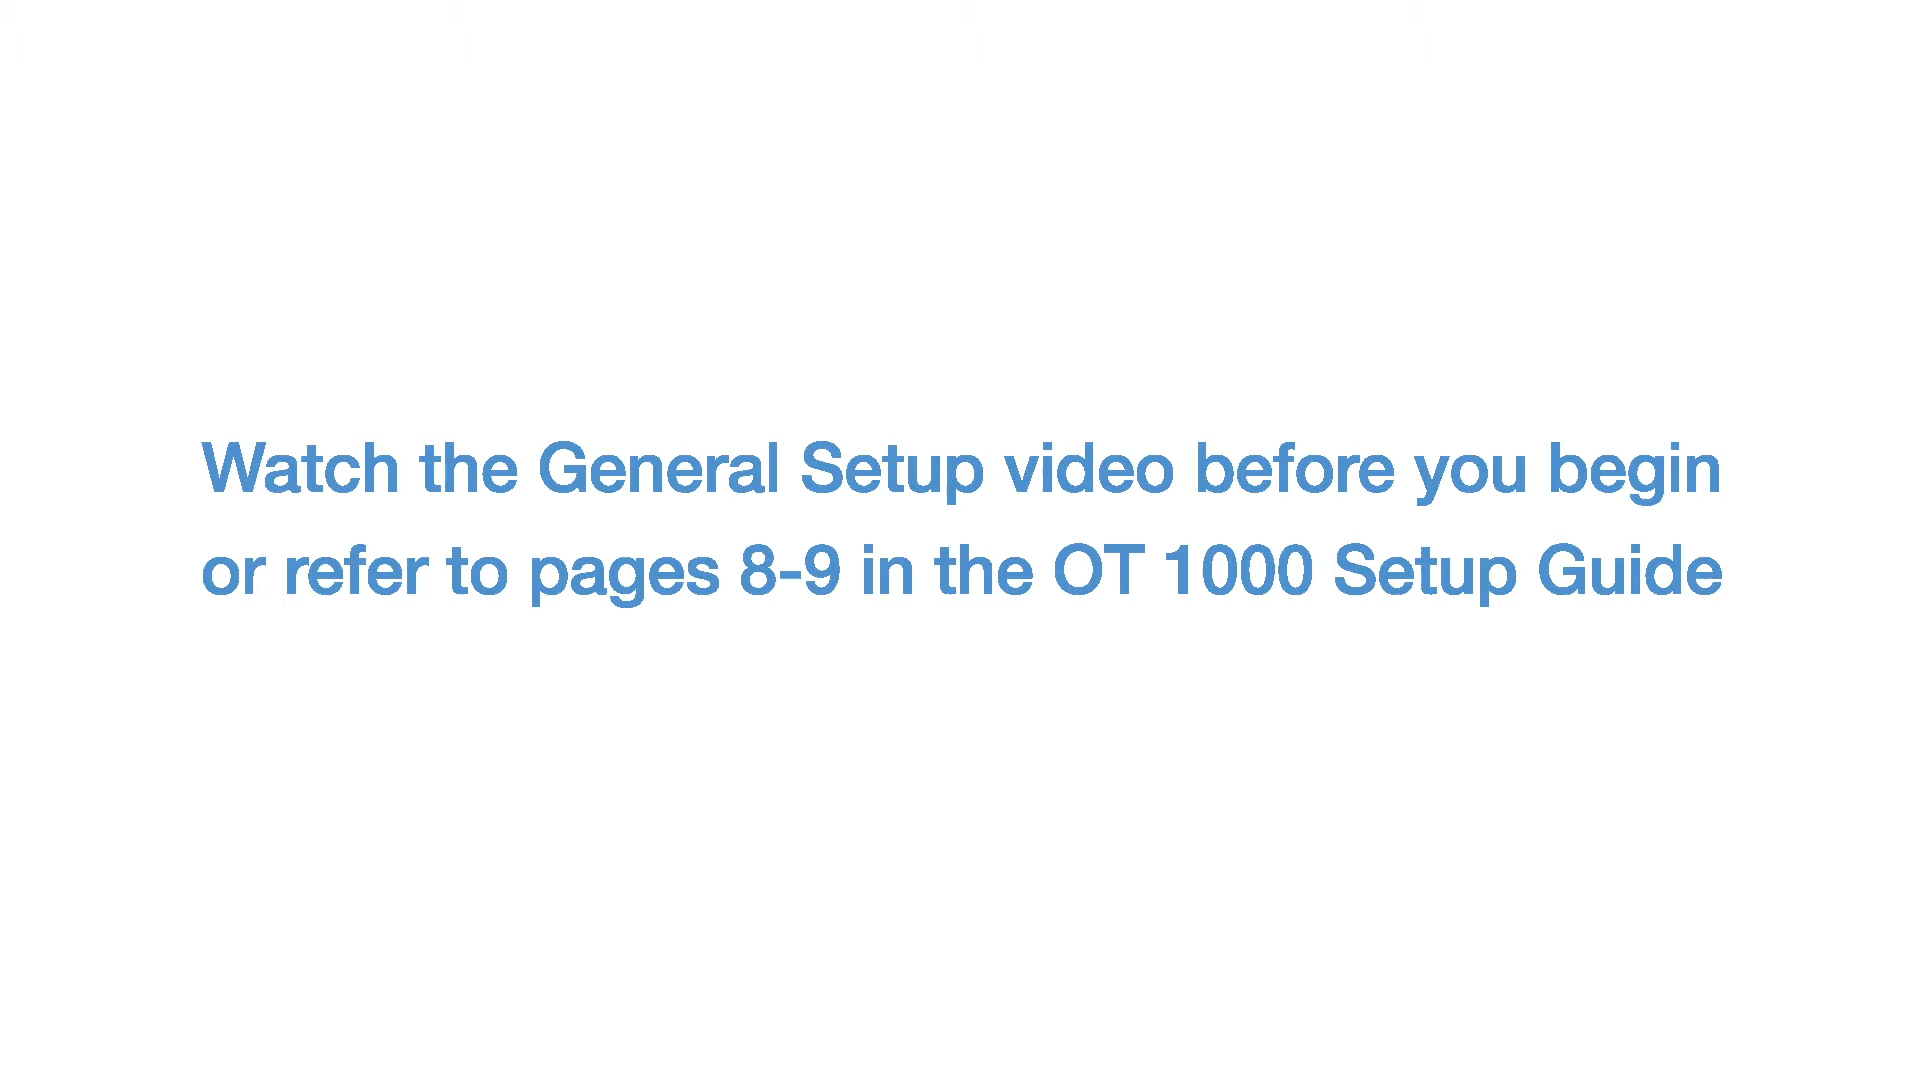 Watch the General Setup video before you begin
or refer to pages 8-9 in the OT 1000 Setup Guide